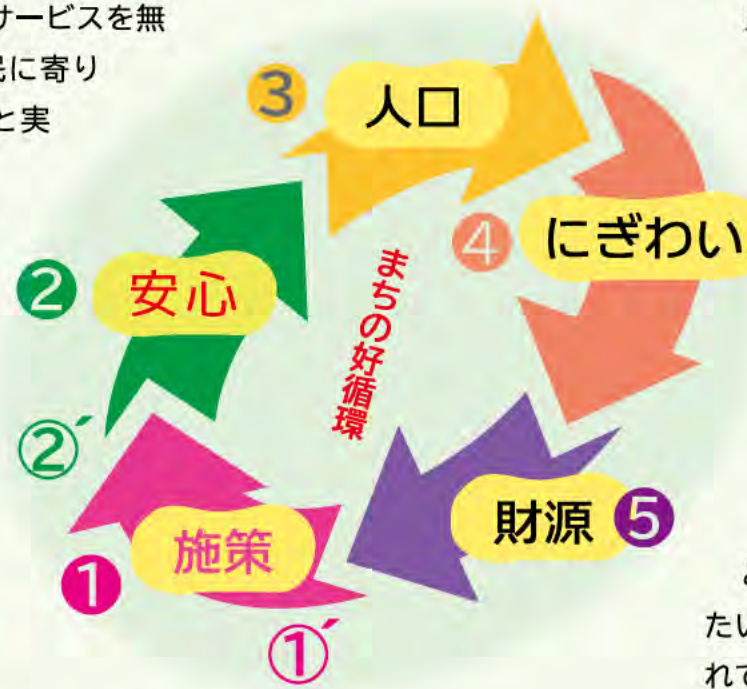 サービスを無
民に寄り
と実
③ 人口
④ にぎわい
② 安心
まちの好循環
②´
財源 ⑤
施策
①
①´
たい
れて